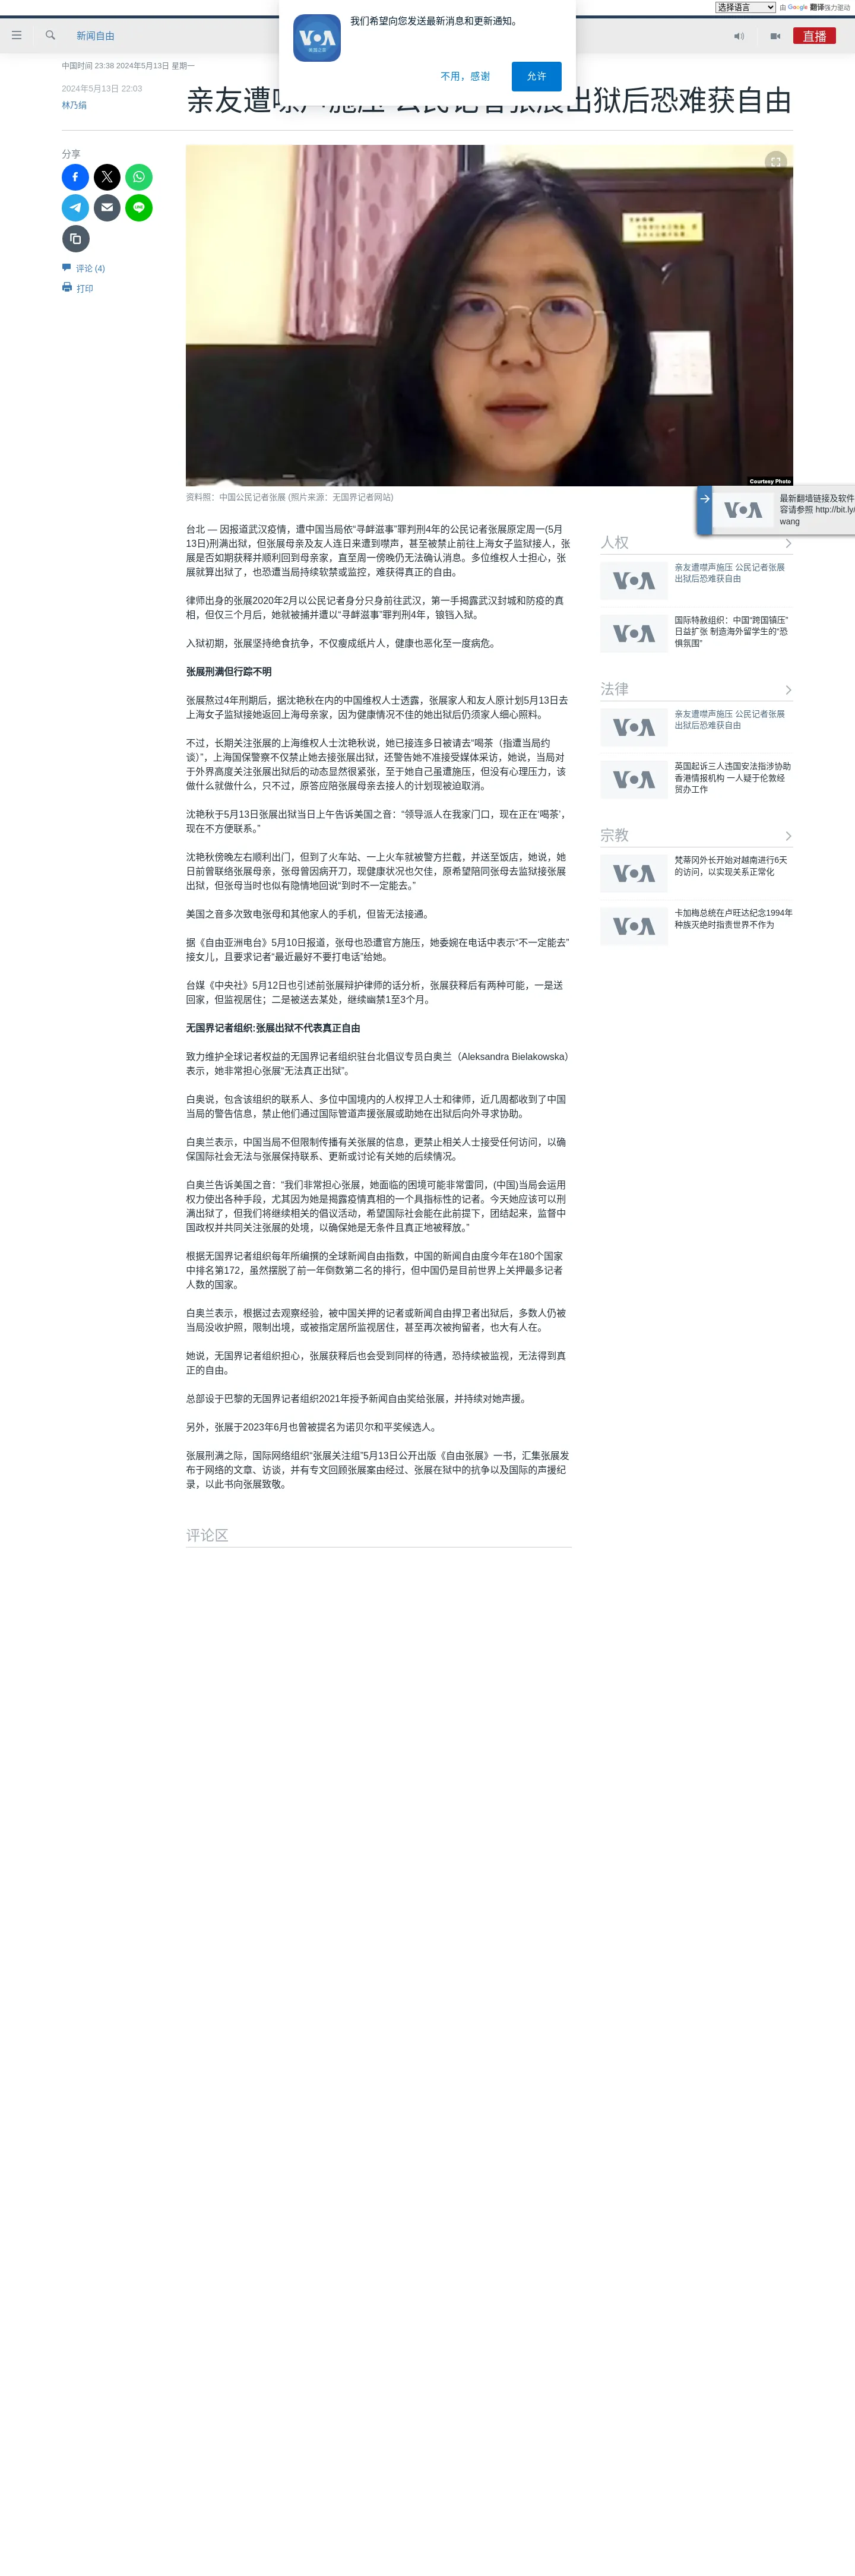 选择语言 由 Google 翻译强力驱动
VOA
美国之音
我们希望向您发送最新消息和更新通知。
不用，感谢
允许
新闻自由
直播
中国时间 23:38 2024年5月13日 星期一
2024年5月13日 22:03
林乃绢
亲友遭
出狱后恐难获自由
分享
评论 (4)
打印
Courtesy Photo
资料照：中国公民记者张展 (照片来源：无国界记者网站)
VOA
最新翻墙链接及软件
容请参照 http://bit.ly/
wang
台北 — 因报道武汉疫情，遭中国当局依“寻衅滋事”罪判刑4年的公民记者张展原定周一(5月
13日)刑满出狱，但张展母亲及友人连日来遭到噤声，甚至被禁止前往上海女子监狱接人，张
展是否如期获释并顺利回到母亲家，直至周一傍晚仍无法确认消息。多位维权人士担心，张
展就算出狱了，也恐遭当局持续软禁或监控，难获得真正的自由。
律师出身的张展2020年2月以公民记者身分只身前往武汉，第一手揭露武汉封城和防疫的真
相，但仅三个月后，她就被捕并遭以“寻衅滋事”罪判刑4年，锒铛入狱。
入狱初期，张展坚持绝食抗争，不仅瘦成纸片人，健康也恶化至一度病危。
张展刑满但行踪不明
张展熬过4年刑期后，据沈艳秋在内的中国维权人士透露，张展家人和友人原计划5月13日去
上海女子监狱接她返回上海母亲家，因为健康情况不佳的她出狱后仍须家人细心照料。
不过，长期关注张展的上海维权人士沈艳秋说，她已接连多日被请去“喝茶（指遭当局约
谈）”，上海国保警察不仅禁止她去接张展出狱，还警告她不准接受媒体采访，她说，当局对
于外界高度关注张展出狱后的动态显然很紧张，至于她自己虽遭施压，但没有心理压力，该
做什么就做什么，只不过，原答应陪张展母亲去接人的计划现被迫取消。
沈艳秋于5月13日张展出狱当日上午告诉美国之音：“领导派人在我家门口，现在正在‘喝茶’，
现在不方便联系。”
沈艳秋傍晚左右顺利出门，但到了火车站、一上火车就被警方拦截，并送至饭店，她说，她
日前曾联络张展母亲，张母曾因病开刀，现健康状况也欠佳，原希望陪同张母去监狱接张展
出狱，但张母当时也似有隐情地回说“到时不一定能去。”
美国之音多次致电张母和其他家人的手机，但皆无法接通。
据《自由亚洲电台》5月10日报道，张母也恐遭官方施压，她委婉在电话中表示“不一定能去”
接女儿，且要求记者“最近最好不要打电话”给她。
台媒《中央社》5月12日也引述前张展辩护律师的话分析，张展获释后有两种可能，一是送
回家，但监视居住；二是被送去某处，继续幽禁1至3个月。
无国界记者组织:张展出狱不代表真正自由
致力维护全球记者权益的无国界记者组织驻台北倡议专员白奥兰（Aleksandra Bielakowska）
表示，她非常担心张展“无法真正出狱”。
白奥说，包含该组织的联系人、多位中国境内的人权捍卫人士和律师，近几周都收到了中国
当局的警告信息，禁止他们通过国际管道声援张展或助她在出狱后向外寻求协助。
白奥兰表示，中国当局不但限制传播有关张展的信息，更禁止相关人士接受任何访问，以确
保国际社会无法与张展保持联系、更新或讨论有关她的后续情况。
白奥兰告诉美国之音：“我们非常担心张展，她面临的困境可能非常雷同，(中国)当局会运用
权力使出各种手段，尤其因为她是揭露疫情真相的一个具指标性的记者。今天她应该可以刑
满出狱了，但我们将继续相关的倡议活动，希望国际社会能在此前提下，团结起来，监督中
国政权并共同关注张展的处境，以确保她是无条件且真正地被释放。”
根据无国界记者组织每年所编撰的全球新闻自由指数，中国的新闻自由度今年在180个国家
中排名第172，虽然摆脱了前一年倒数第二名的排行，但中国仍是目前世界上关押最多记者
人数的国家。
白奥兰表示，根据过去观察经验，被中国关押的记者或新闻自由捍卫者出狱后，多数人仍被
当局没收护照，限制出境，或被指定居所监视居住，甚至再次被拘留者，也大有人在。
她说，无国界记者组织担心，张展获释后也会受到同样的待遇，恐持续被监视，无法得到真
正的自由。
总部设于巴黎的无国界记者组织2021年授予新闻自由奖给张展，并持续对她声援。
另外，张展于2023年6月也曾被提名为诺贝尔和平奖候选人。
张展刑满之际，国际网络组织“张展关注组”5月13日公开出版《自由张展》一书，汇集张展发
布于网络的文章、访谈，并有专文回顾张展案由经过、张展在狱中的抗争以及国际的声援纪
录，以此书向张展致敬。
评论区
人权
VOA
亲友遭噤声施压 公民记者张展
出狱后恐难获自由
VOA
国际特赦组织：中国“跨国镇压”
日益扩张 制造海外留学生的“恐
惧氛围”
法律
VOA
亲友遭噤声施压 公民记者张展
出狱后恐难获自由
VOA
英国起诉三人违国安法指涉协助
香港情报机构 一人疑于伦敦经
贸办工作
宗教
VOA
梵蒂冈外长开始对越南进行6天
的访问，以实现关系正常化
VOA
卡加梅总统在卢旺达纪念1994年
种族灭绝时指责世界不作为